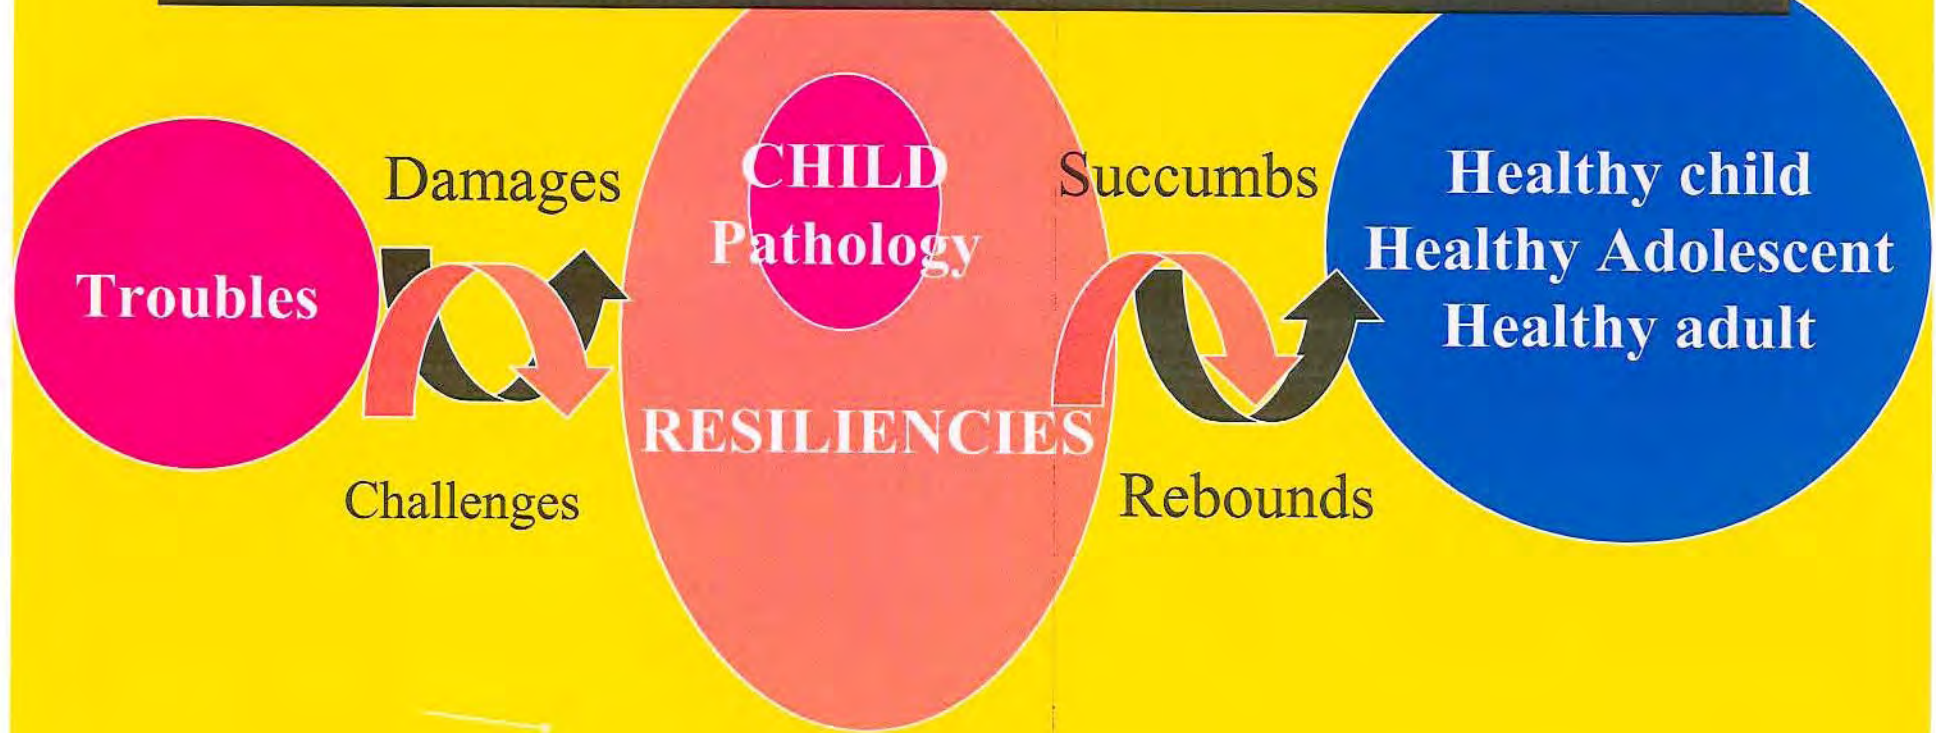 Troubles
Damages
Challenges
CHILD
Pathology
RESILIENCIES
Succumbs
Rebounds
Healthy child
Healthy Adolescent
Healthy adult